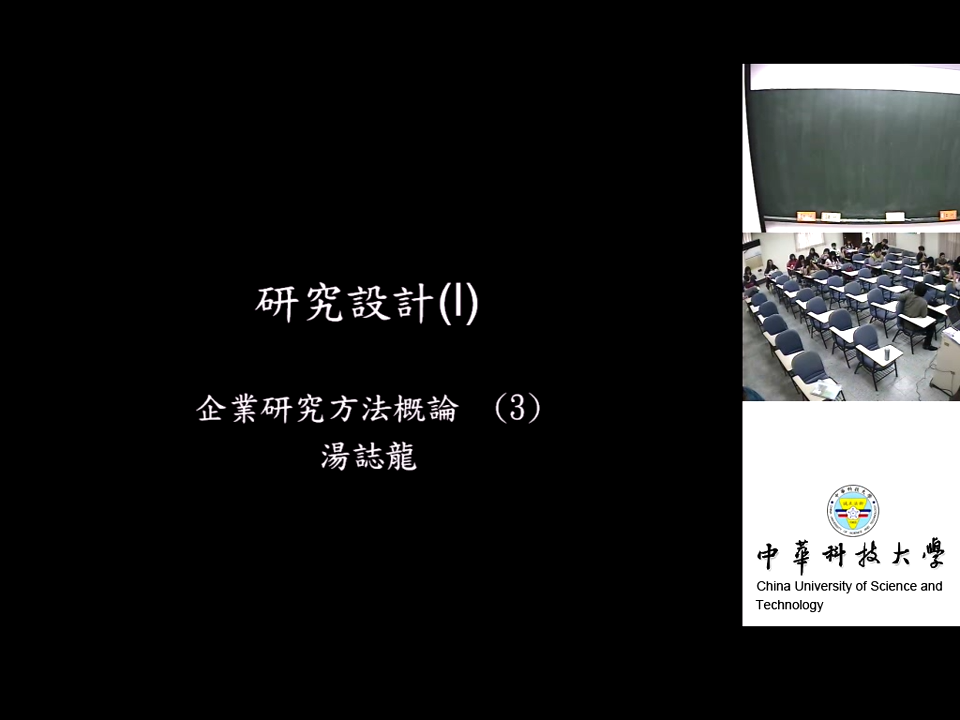 研究設計(I)
企業研究方法概論 （3）
湯誌龍
中華科技大學
China University of Science and
Technology